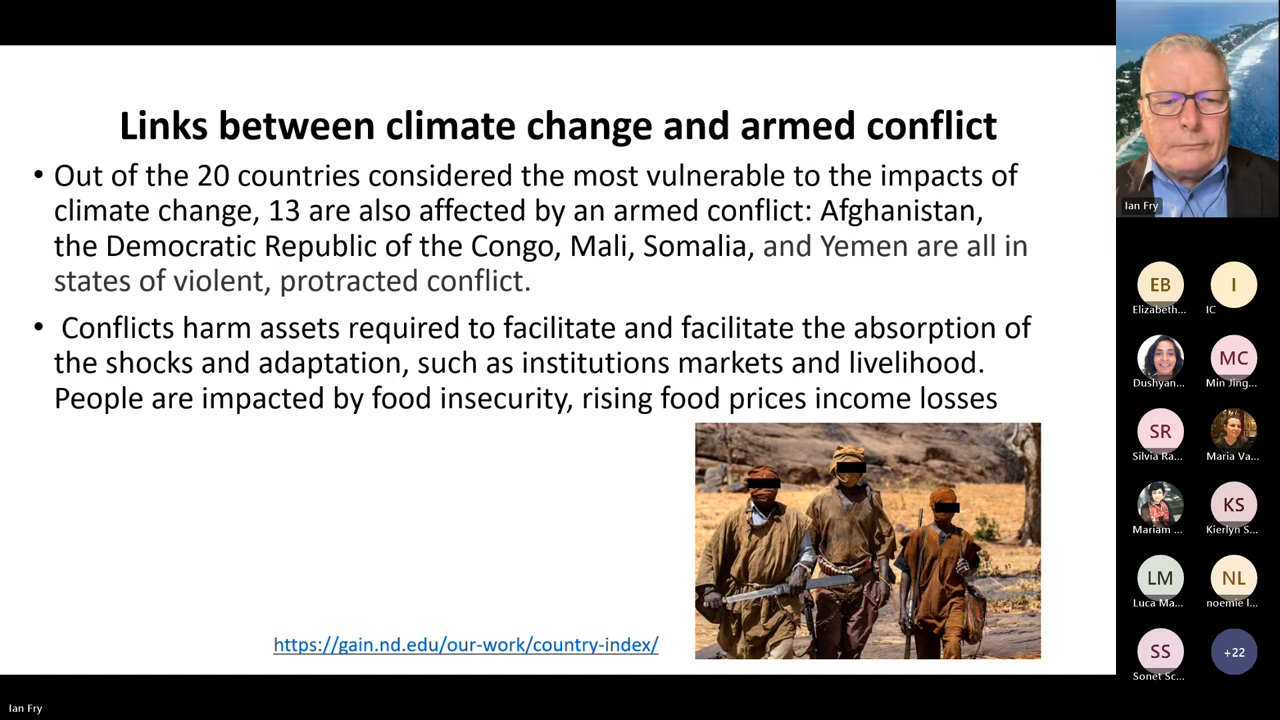 Links between climate change and armed conflict
• Out of the 20 countries considered the most vulnerable to the impacts of
climate change, 13 are also affected by an armed conflict: Afghanistan,
the Democratic Republic of the Congo, Mali, Somalia, and Yemen are all in
states of violent, protracted conflict.
• Conflicts harm assets required to facilitate and facilitate the absorption of
the shocks and adaptation, such as institutions markets and livelihood.
People are impacted by food insecurity, rising food prices income losses
https://gain.nd.edu/our-work/country-index/
Ian Fry
EB
Elizabeth...
I
IC
Dushyan...
MC
Min Jing...
SR
Silvia Ra...
Maria Va...
Mariam ...
KS
Kierlyn S...
LM
Luca Ma...
NL
noemie l...
SS
Sonet Sc...
+22
Ian Fry